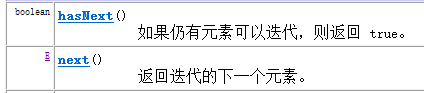 boolean hasNext()
如果仍有元素可以迭代，则返回 true。
E next()
返回迭代的下一个元素。